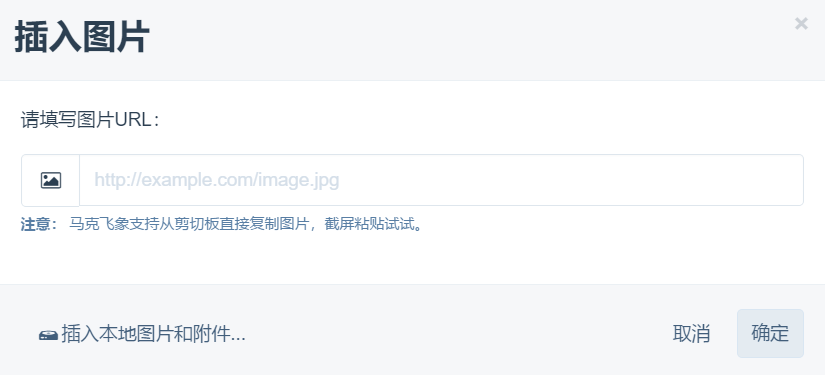 插入图片
×
请填写图片URL：
http://example.com/image.jpg
注意： 马克飞象支持从剪切板直接复制图片，截屏粘贴试试。
插入本地图片和附件...
取消
确定